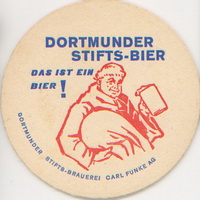 DORTMUNDER
STIFTS-BIER
DAS IST EIN
BIER!
DORTMUNDER STIFTS-BRAUEREI CARL FUNKE AG